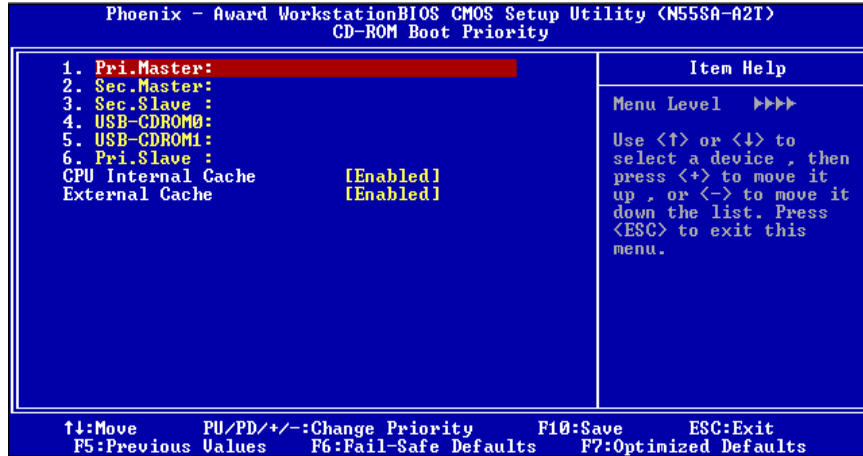 Phoenix - Award WorkstationBIOS CMOS Setup Utility (N55SA-A2T)
CD-ROM Boot Priority
1. Pri.Master:
2. Sec.Master:
3. Sec.Slave :
4. USB-CDROM0:
5. USB-CDROM1:
6. Pri.Slave :
CPU Internal Cache [Enabled]
External Cache [Enabled]
Item Help
Menu Level ▶▶▶▶
Use <↑> or <↓> to
select a device , then
press <+> to move it
up , or <-> to move it
down the list. Press
<ESC> to exit this
menu.
↑↓:Move PU/PD/+/-:Change Priority F10:Save ESC:Exit
F5:Previous Values F6:Fail-Safe Defaults F7:Optimized Defaults